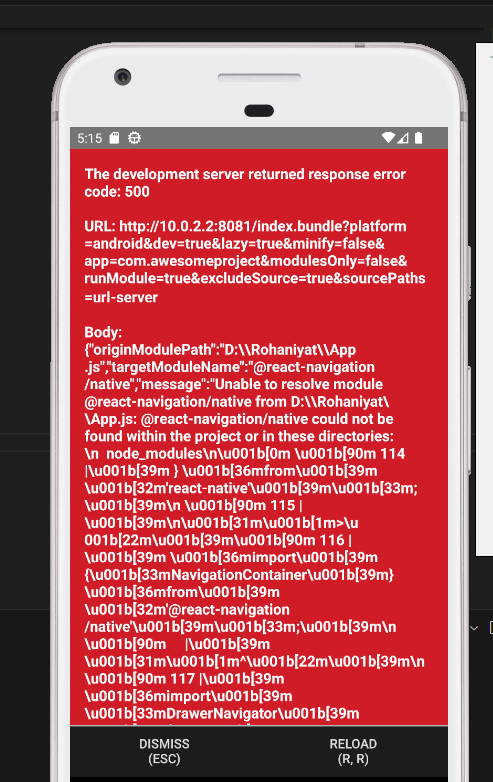 5:15
The development server returned response error
code: 500
URL: http://10.0.2.2:8081/index.bundle?platform
=android&dev=true&lazy=true&minify=false&
app=com.awesomeproject&modulesOnly=false&
runModule=true&excludeSource=true&sourcePaths
=url-server
Body:
{"originModulePath":"D:\\Rohaniyat\\App
.js","targetModuleName":"@react-navigation
/native","message":"Unable to resolve module
@react-navigation/native from D:\\Rohaniyat\
\App.js: @react-navigation/native could not be
found within the project or in these directories:
\n  node_modules\n\u001b[0m \u001b[90m 114
|\u001b[39m } \u001b[36mfrom\u001b[39m
\u001b[32m'react-native'\u001b[39m\u001b[33m;
\u001b[39m\n \u001b[90m 115 |
\u001b[39m\n\u001b[31m\u001b[1m>\u
001b[22m\u001b[39m\u001b[90m 116 |
\u001b[39m \u001b[36mimport\u001b[39m
{\u001b[33mNavigationContainer\u001b[39m}
\u001b[36mfrom\u001b[39m
\u001b[32m'@react-navigation
/native'\u001b[39m\u001b[33m;\u001b[39m\n
\u001b[90m     |\u001b[39m
\u001b[31m\u001b[1m^\u001b[22m\u001b[39m\n
\u001b[90m 117 |\u001b[39m
\u001b[36mimport\u001b[39m
\u001b[33mDrawerNavigator\u001b[39m
DISMISS
(ESC)
RELOAD
(R, R)